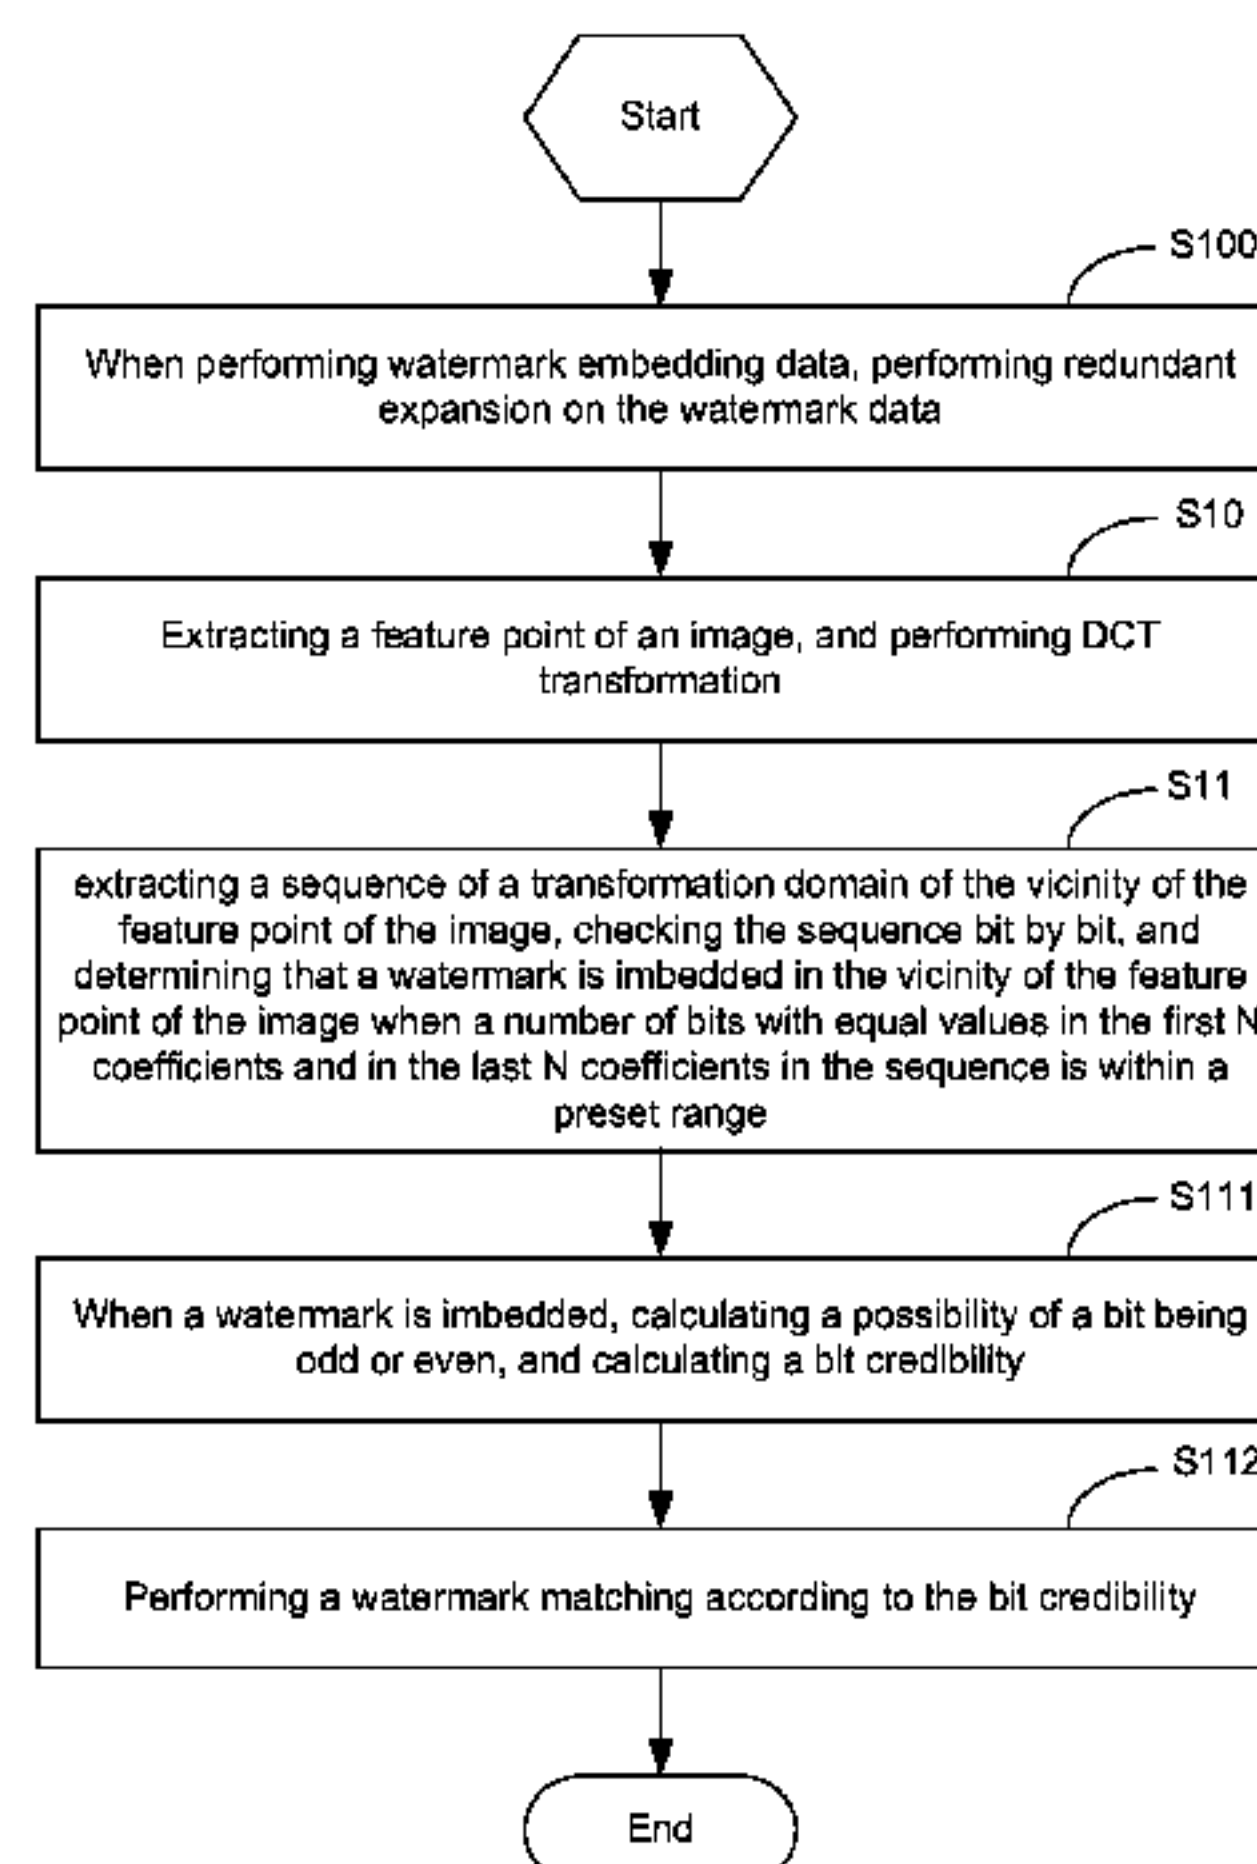 Start
S100
When performing watermark embedding data, performing redundant
expansion on the watermark data
S10
Extracting a feature point of an image, and performing DCT
transformation
S11
extracting a sequence of a transformation domain of the vicinity of the
feature point of the image, checking the sequence bit by bit, and
determining that a watermark is imbedded in the vicinity of the feature
point of the image when a number of bits with equal values in the first N
coefficients and in the last N coefficients in the sequence is within a
preset range
S111
When a watermark is imbedded, calculating a possibility of a bit being
odd or even, and calculating a bit credibility
S112
Performing a watermark matching according to the bit credibility
End